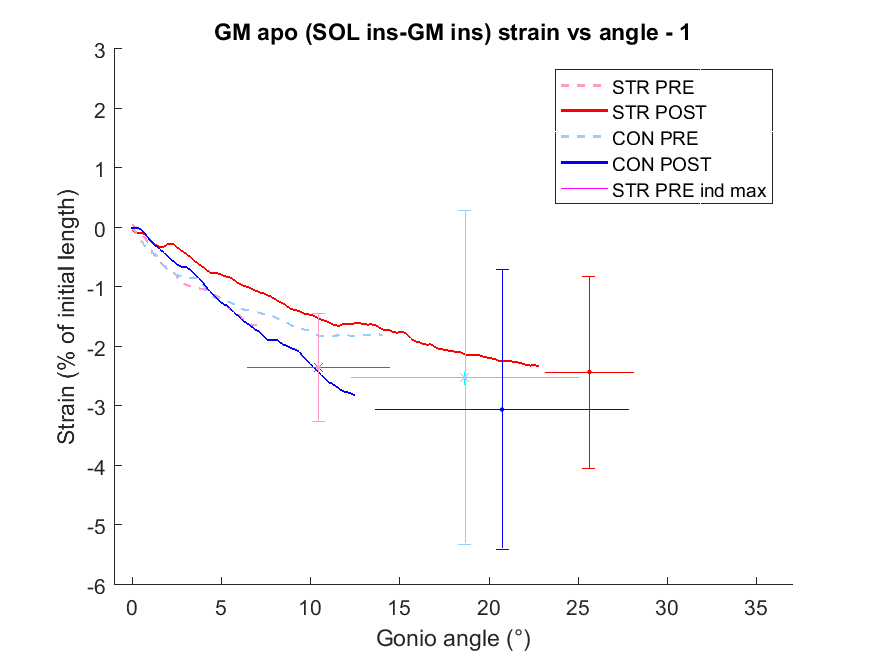 GM apo (SOL ins-GM ins) strain vs angle - 1
3
2
1
0
-1
-2
-3
-4
-5
-6
Strain (% of initial length)
STR PRE
STR POST
CON PRE
CON POST
STR PRE ind max
0 5 10 15 20 25 30 35
Gonio angle (°)